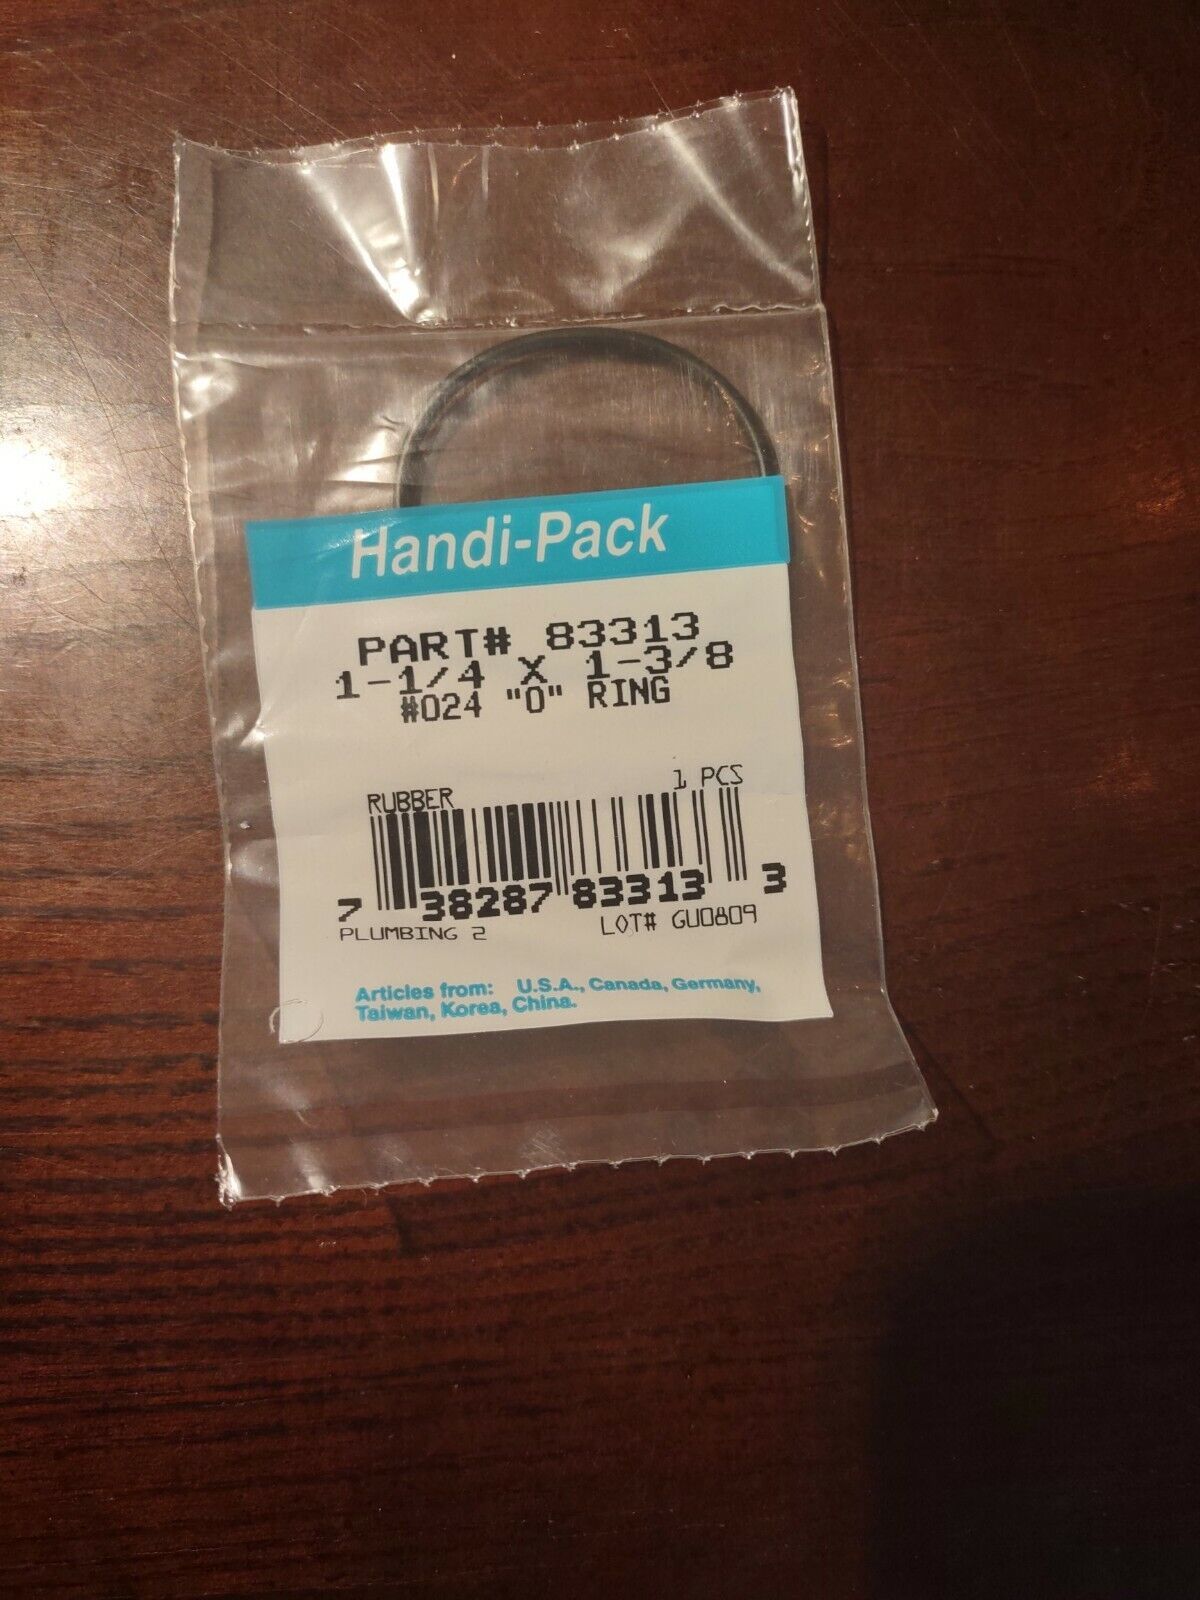 Handi-Pack
PART# 83313
1-1/4 X 1-3/8
#024 "O" RING
RUBBER 1 PCS
7 38287 83313 3
PLUMBING 2 LOT# GU0809
Articles from: U.S.A., Canada, Germany,
Taiwan, Korea, China.